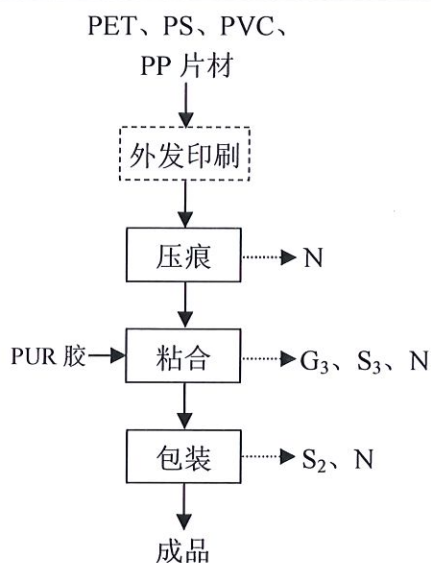 PET、PS、PVC、
PP 片材
外发印刷
压痕
N
PUR 胶
粘合
G₃、S₃、N
包装
S₂、N
成品